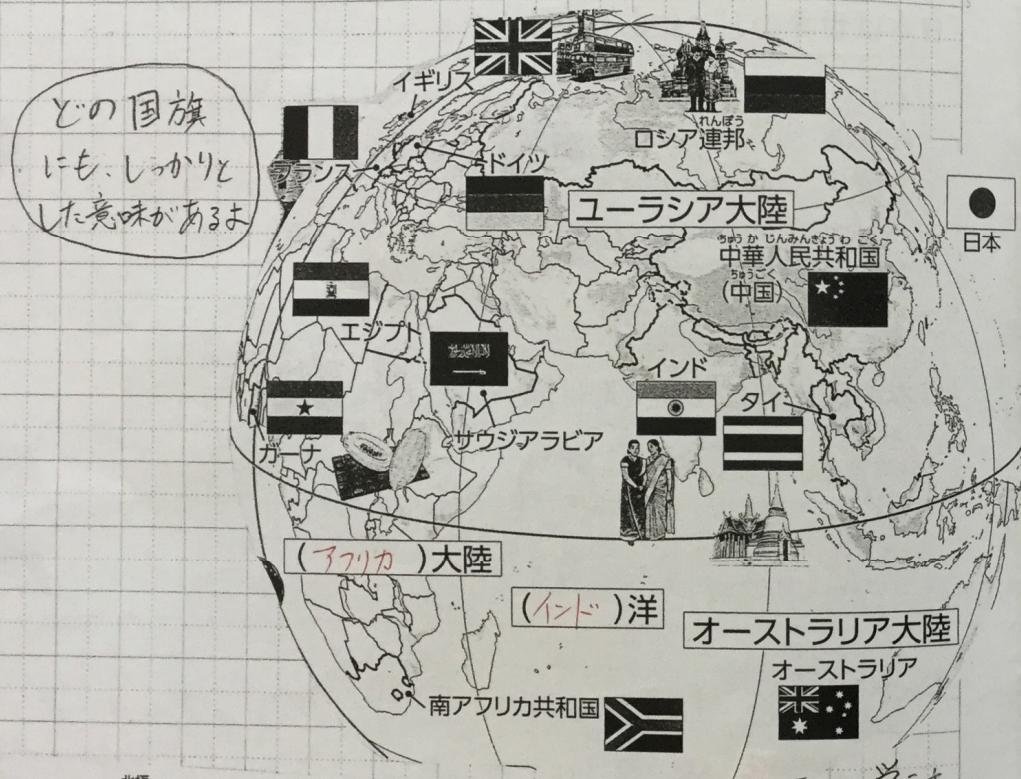 イギリス
どの国旗
にも、しっかりと
した意味があるよ
れんぽう
ロシア連邦
フランス
ドイツ
ユーラシア大陸
日本
ちゅうかじんみんきょうわこく
中華人民共和国
ちゅうごく
(中国)
エジプト
インド
タイ
サウジアラビア
ガーナ
(アフリカ)大陸
(インド)洋
オーストラリア大陸
オーストラリア
南アフリカ共和国